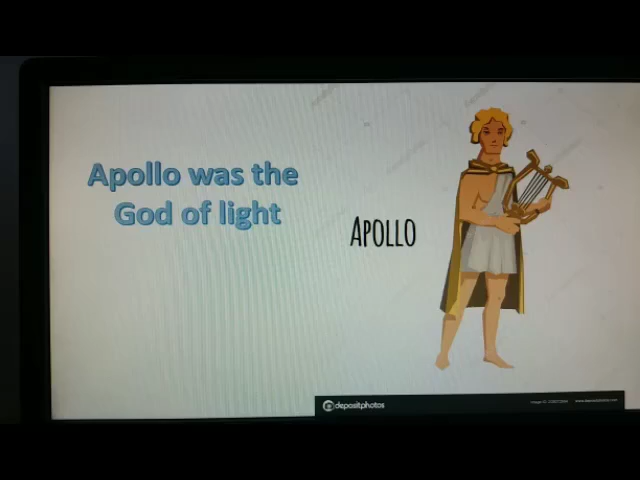 Apollo was the
God of light
APOLLO
depositphotos